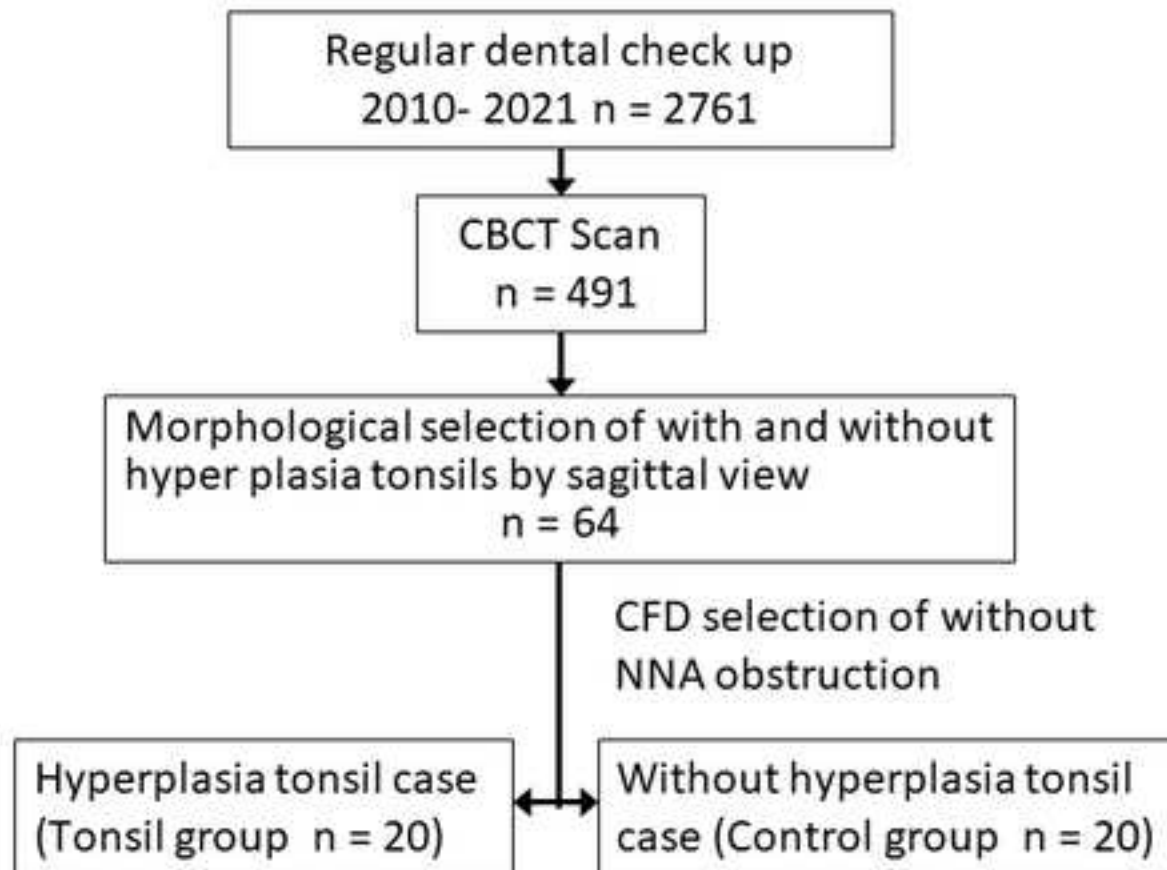 Regular dental check up
2010- 2021 n = 2761
CBCT Scan
n = 491
Morphological selection of with and without
hyper plasia tonsils by sagittal view
n = 64
CFD selection of without
NNA obstruction
Hyperplasia tonsil case
(Tonsil group n = 20)
Without hyperplasia tonsil
case (Control group n = 20)